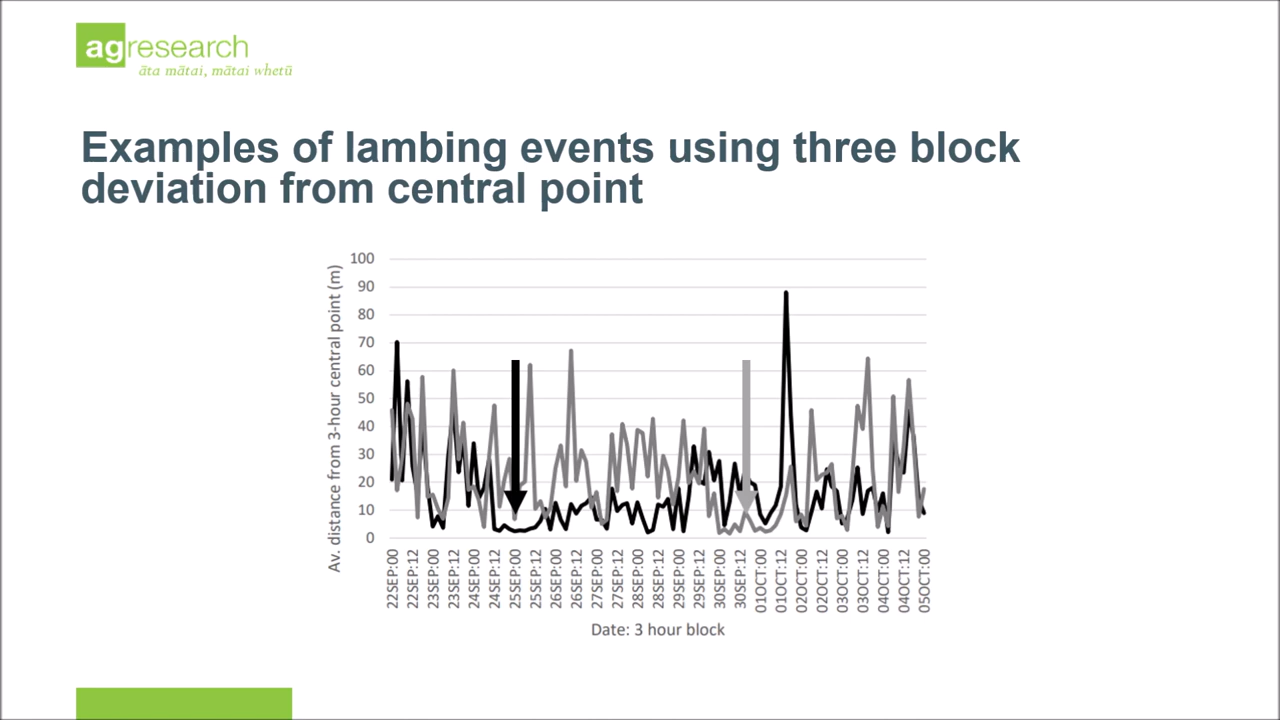 agresearch
āta mātai, mātai whetū
Examples of lambing events using three block
deviation from central point
Av. distance from 3-hour central point (m)
100
90
80
70
60
50
40
30
20
10
0
22SEP:00
22SEP:12
23SEP:00
23SEP:12
24SEP:00
24SEP:12
25SEP:00
25SEP:12
26SEP:00
26SEP:12
27SEP:00
27SEP:12
28SEP:00
28SEP:12
29SEP:00
29SEP:12
30SEP:00
30SEP:12
01OCT:00
01OCT:12
02OCT:00
02OCT:12
03OCT:00
03OCT:12
04OCT:00
04OCT:12
05OCT:00
Date: 3 hour block